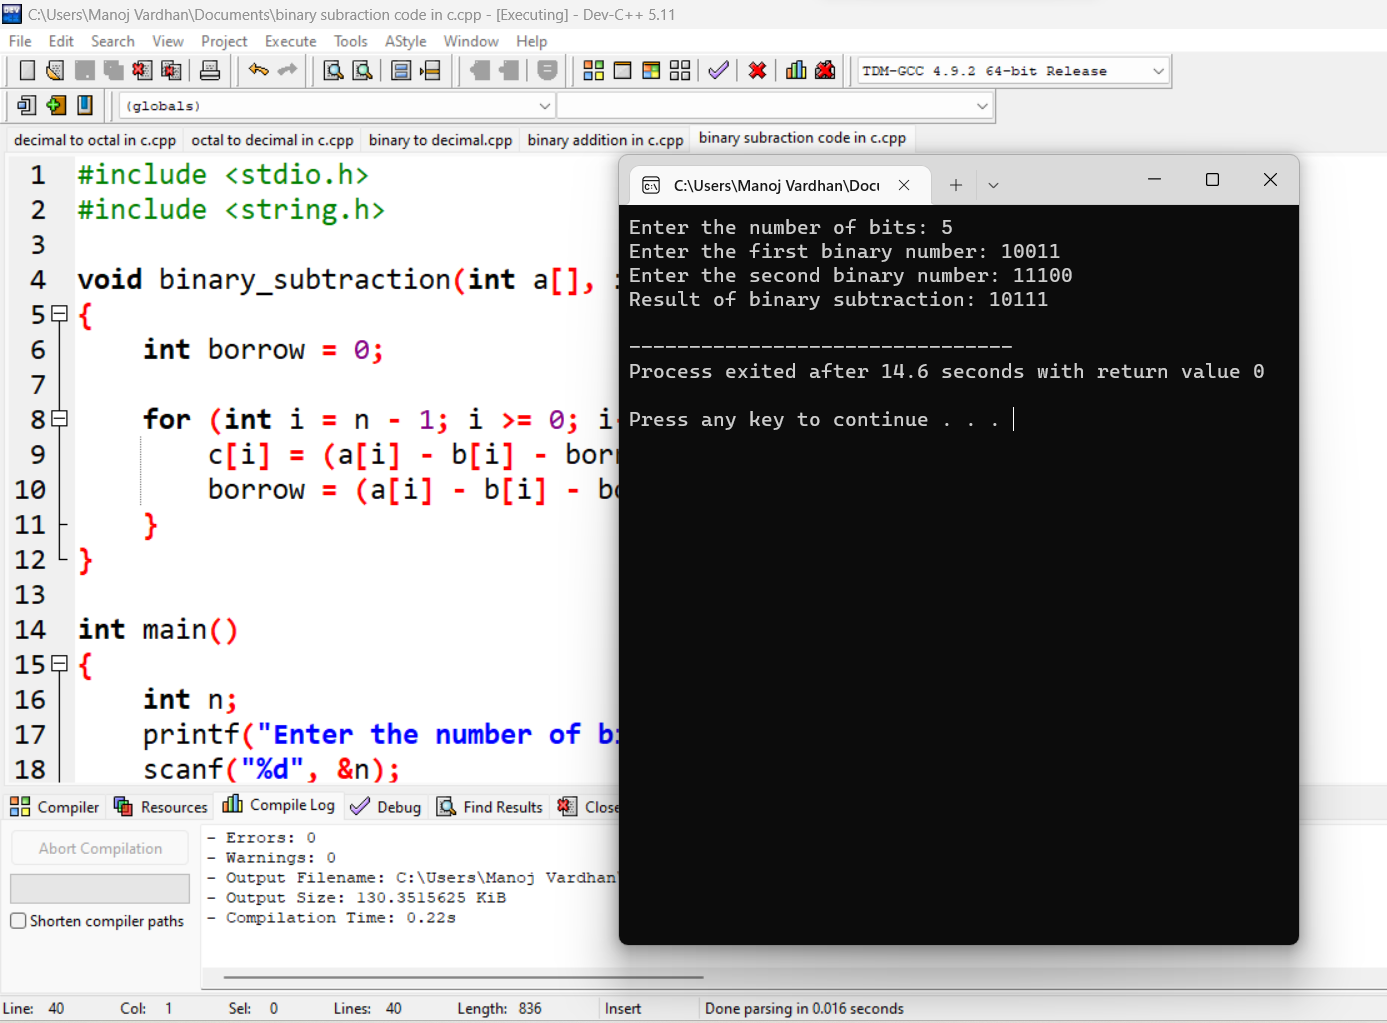 C:\Users\Manoj Vardhan\Documents\binary subraction code in c.cpp - [Executing] - Dev-C++ 5.11
File Edit Search View Project Execute Tools AStyle Window Help
TDM-GCC 4.9.2 64-bit Release
(globals)
decimal to octal in c.cpp octal to decimal in c.cpp binary to decimal.cpp binary addition in c.cpp binary subraction code in c.cpp
1 #include <stdio.h>
2 #include <string.h>
3
4 void binary_subtraction(int a[],
5 {
6 int borrow = 0;
7
8 for (int i = n - 1; i >= 0; i-
9 c[i] = (a[i] - b[i] - borr
10 borrow = (a[i] - b[i] - bo
11 }
12 }
13
14 int main()
15 {
16 int n;
17 printf("Enter the number of bi
18 scanf("%d", &n);
C:\Users\Manoj Vardhan\Docu
Enter the number of bits: 5
Enter the first binary number: 10011
Enter the second binary number: 11100
Result of binary subtraction: 10111
--------------------------------
Process exited after 14.6 seconds with return value 0
Press any key to continue . . .
Compiler Resources Compile Log Debug Find Results Close
Abort Compilation
Shorten compiler paths
- Errors: 0
- Warnings: 0
- Output Filename: C:\Users\Manoj Vardhan
- Output Size: 130.3515625 KiB
- Compilation Time: 0.22s
Line: 40 Col: 1 Sel: 0 Lines: 40 Length: 836 Insert Done parsing in 0.016 seconds